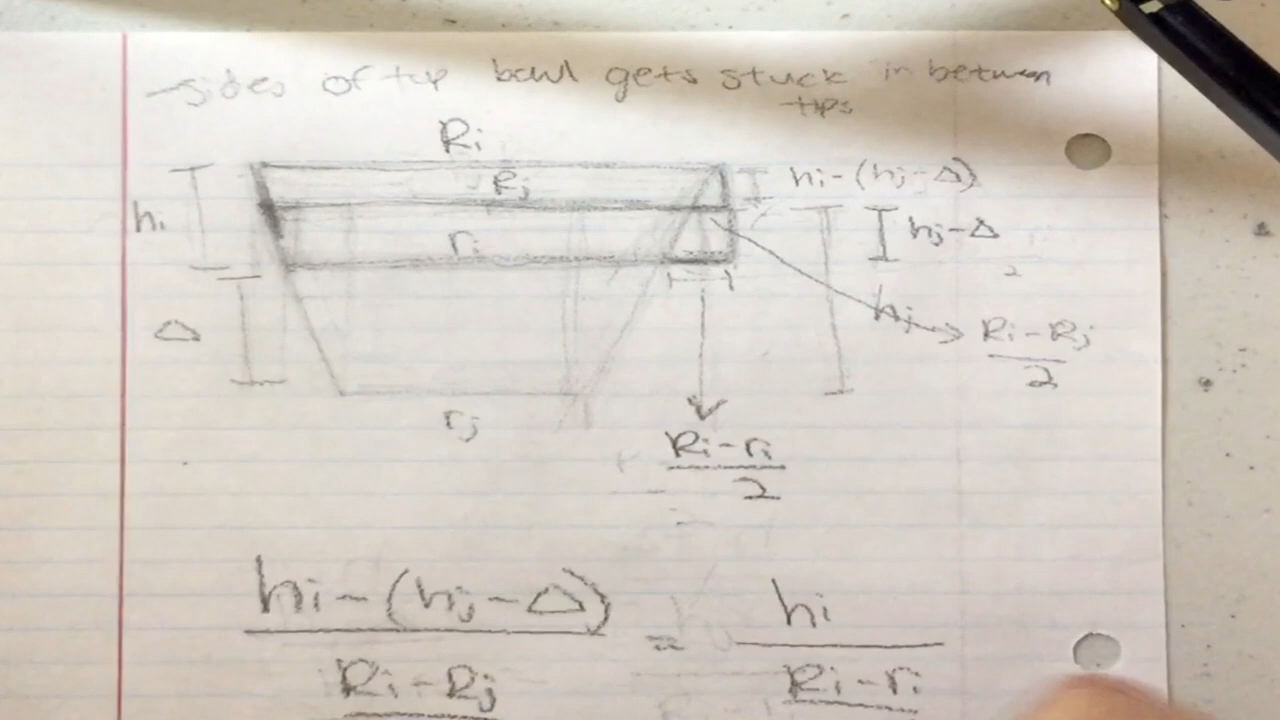 -sides of top bowl gets stuck in between
tips
Ri
Rj
hi-(hj-Δ)
hi
ri
hj-Δ
Δ
hj
Ri-Rj
2
rj
Ri-ri
2
hi-(hj-Δ) = hi
Ri-Rj Ri-ri